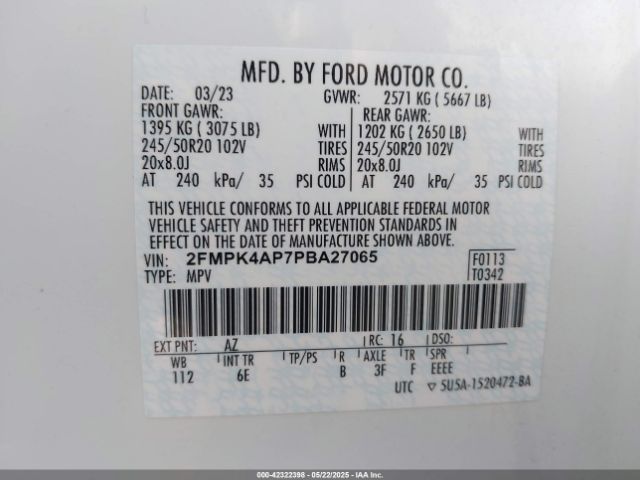 MFD. BY FORD MOTOR CO.
DATE: 03/23 GVWR: 2571 KG ( 5667 LB)
FRONT GAWR: REAR GAWR:
1395 KG ( 3075 LB) WITH 1202 KG ( 2650 LB) WITH
245/50R20 102V TIRES 245/50R20 102V TIRES
20x8.0J RIMS 20x8.0J RIMS
AT 240 kPa/ 35 PSI COLD AT 240 kPa/ 35 PSI COLD
THIS VEHICLE CONFORMS TO ALL APPLICABLE FEDERAL MOTOR
VEHICLE SAFETY AND THEFT PREVENTION STANDARDS IN
EFFECT ON THE DATE OF MANUFACTURE SHOWN ABOVE.
VIN: 2FMPK4AP7PBA27065 F0113
TYPE: MPV T0342
EXT PNT: AZ RC: 16 DSO:
WB INT TR TP/PS R AXLE TR SPR
112 6E B 3F F EEEE
UTC ▽ 5U5A-1520472-BA
000-42322398 - 05/22/2025 - IAAI.COM